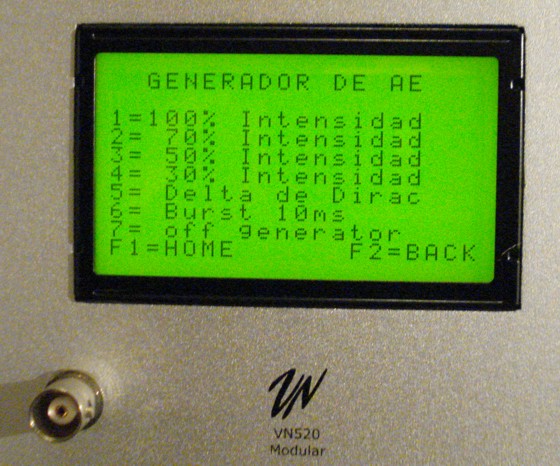 GENERADOR DE AE
1=100% Intensidad
2= 70% Intensidad
3= 50% Intensidad
4= 30% Intensidad
5= Delta de Dirac
6= Burst 10ms
7= off generator
F1=HOME F2=BACK
VN
VN520
Modular